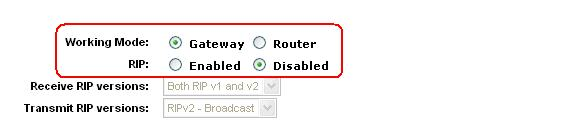 Working Mode: Gateway Router
RIP: Enabled Disabled
Receive RIP versions: Both RIP v1 and v2
Transmit RIP versions: RIPv2 - Broadcast